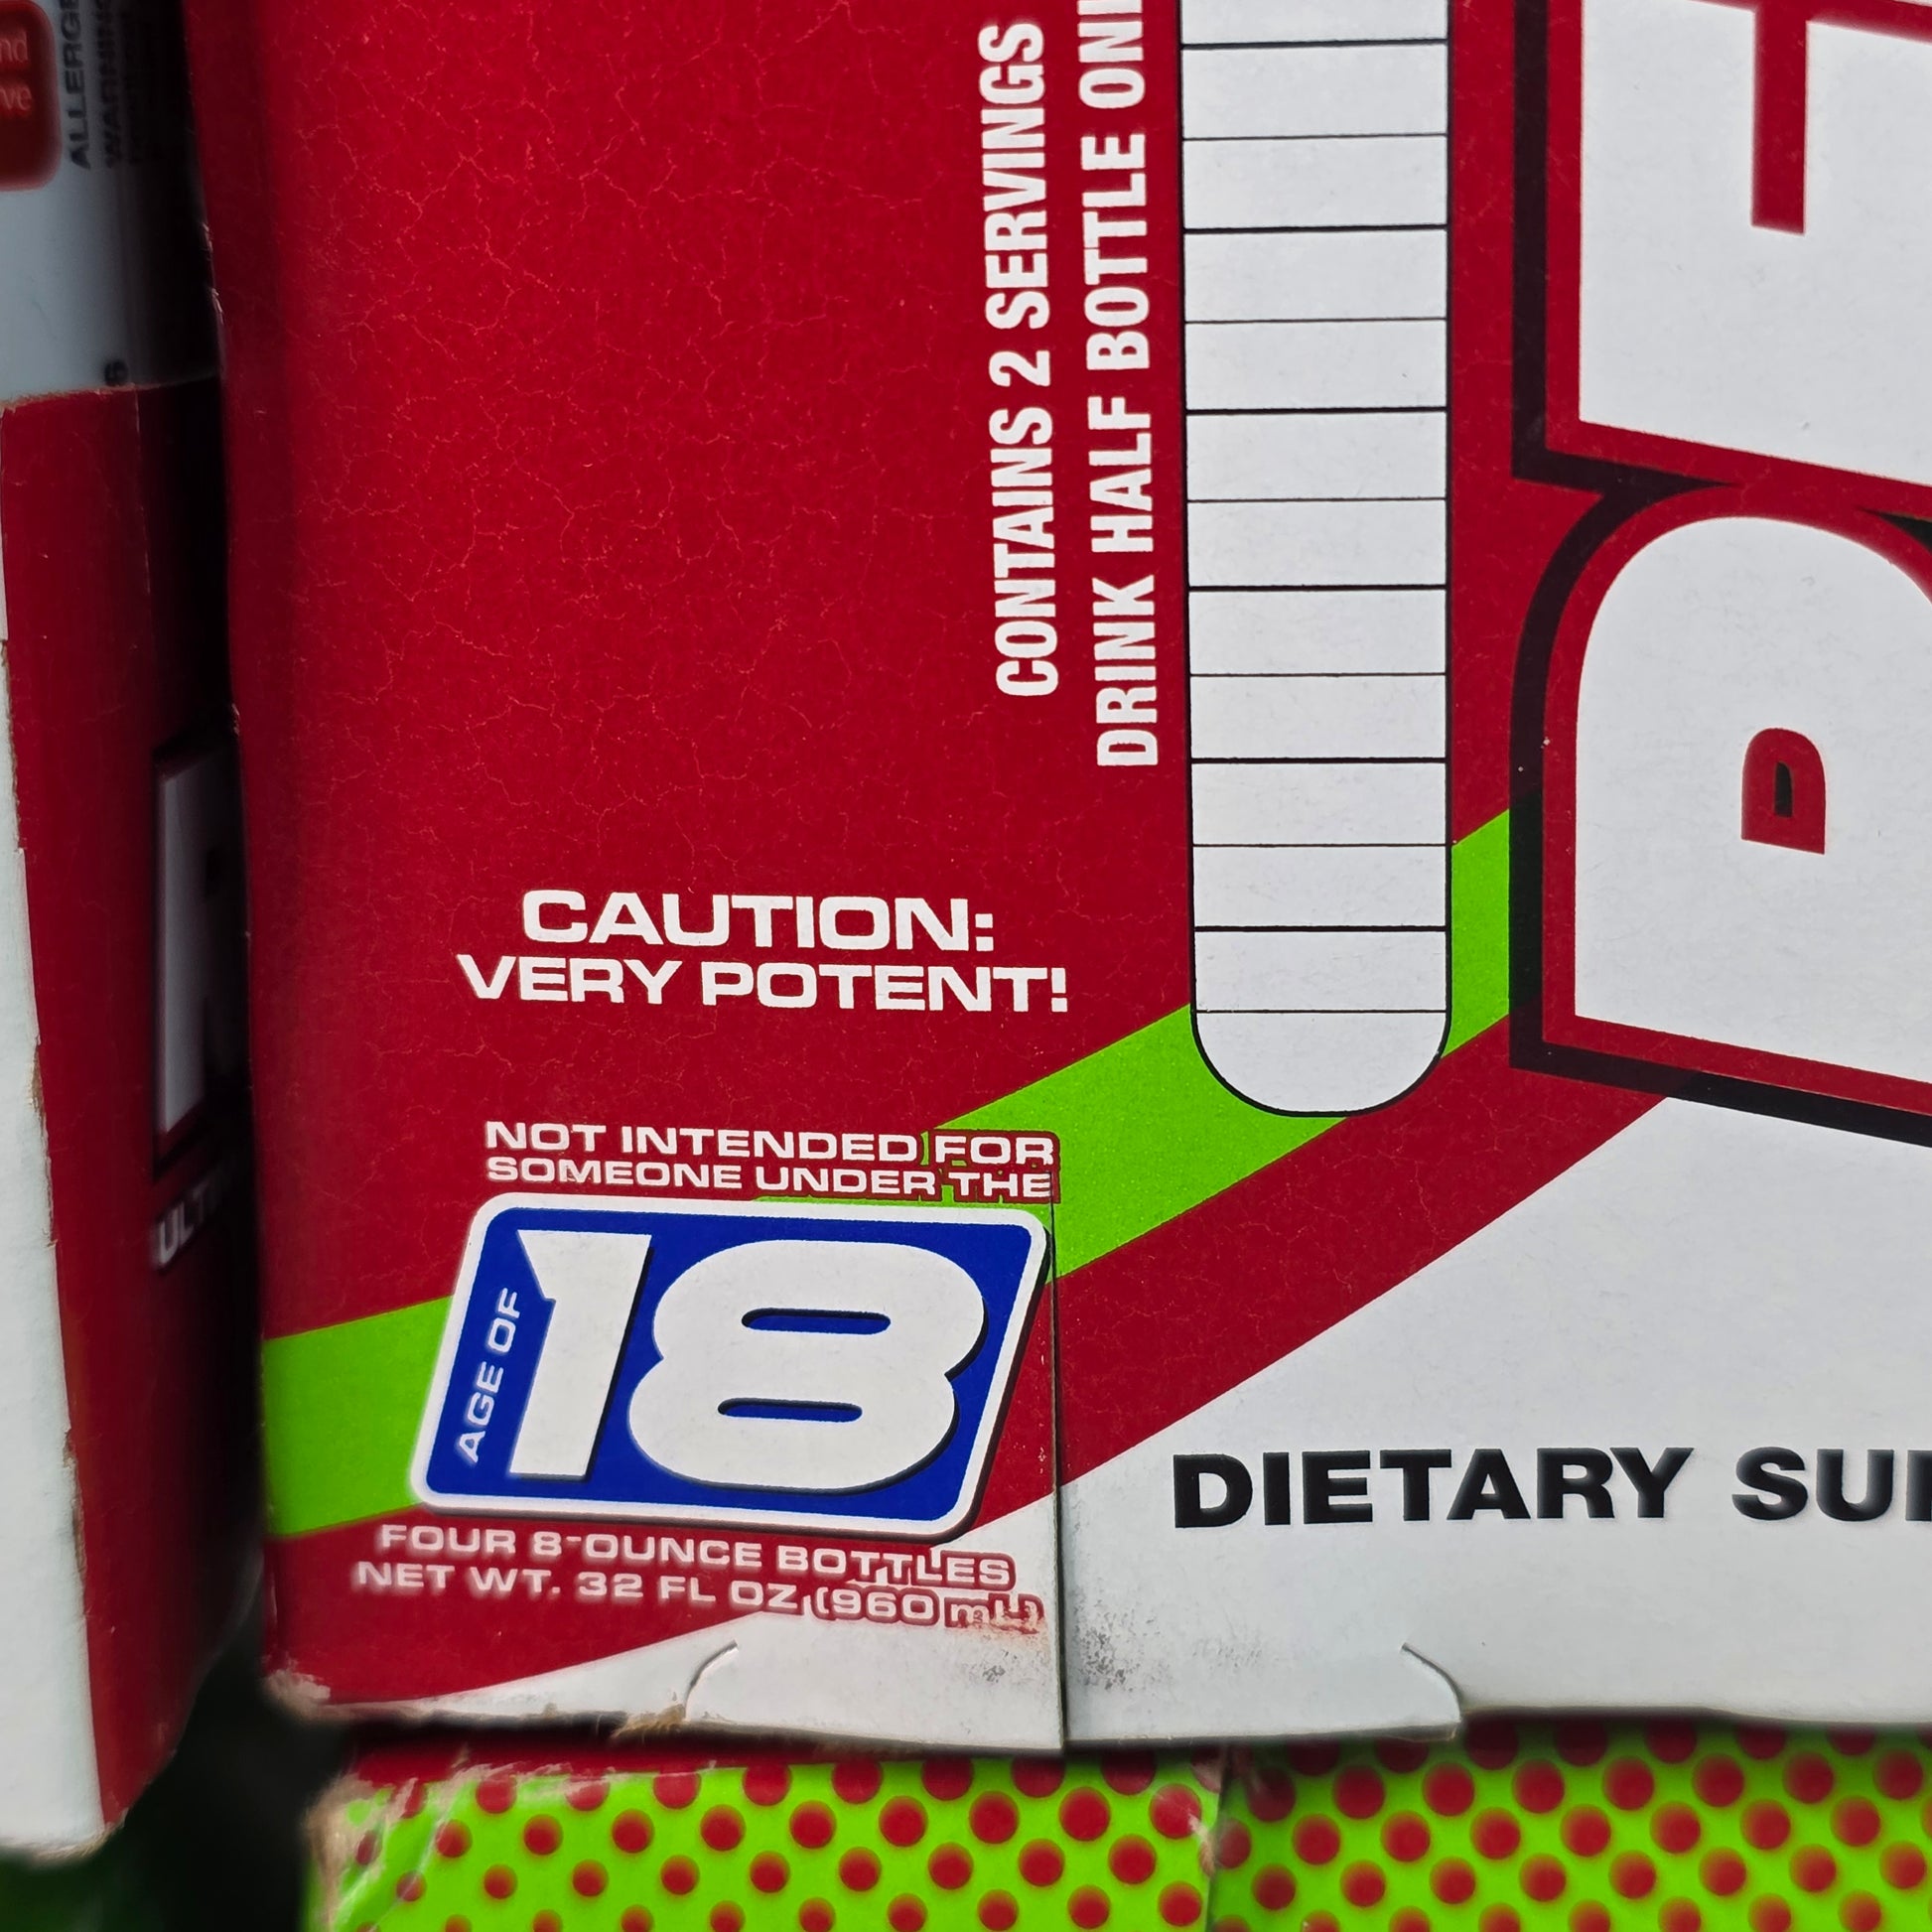 CONTAINS 2 SERVINGS
DRINK HALF BOTTLE
CAUTION:
VERY POTENT!
NOT INTENDED FOR
SOMEONE UNDER THE
AGE OF
18
FOUR 8-OUNCE BOTTLES
NET WT. 32 FL OZ (960 mL)
DIETARY